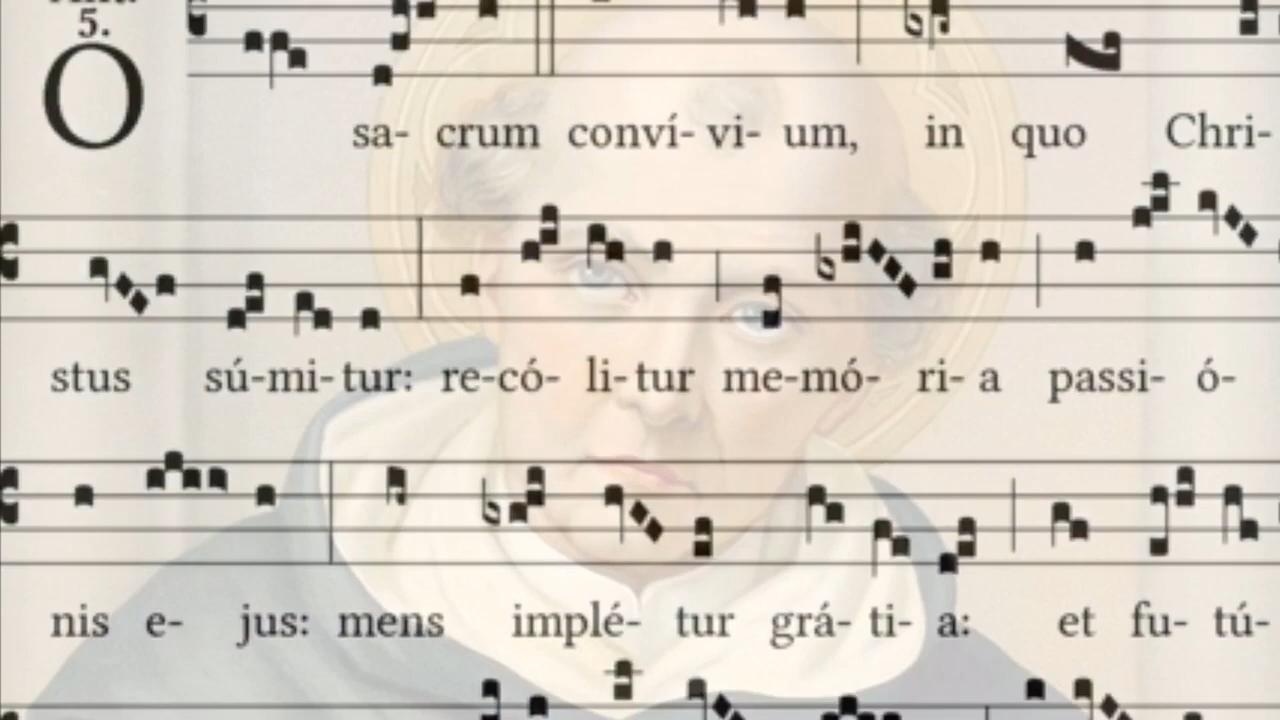 5.
O sa- crum conví- vi- um, in quo Chri-
stus sú-mi- tur: re-có- li- tur me-mó- ri- a passi- ó-
nis e- jus: mens implé- tur grá- ti- a: et fu- tú-